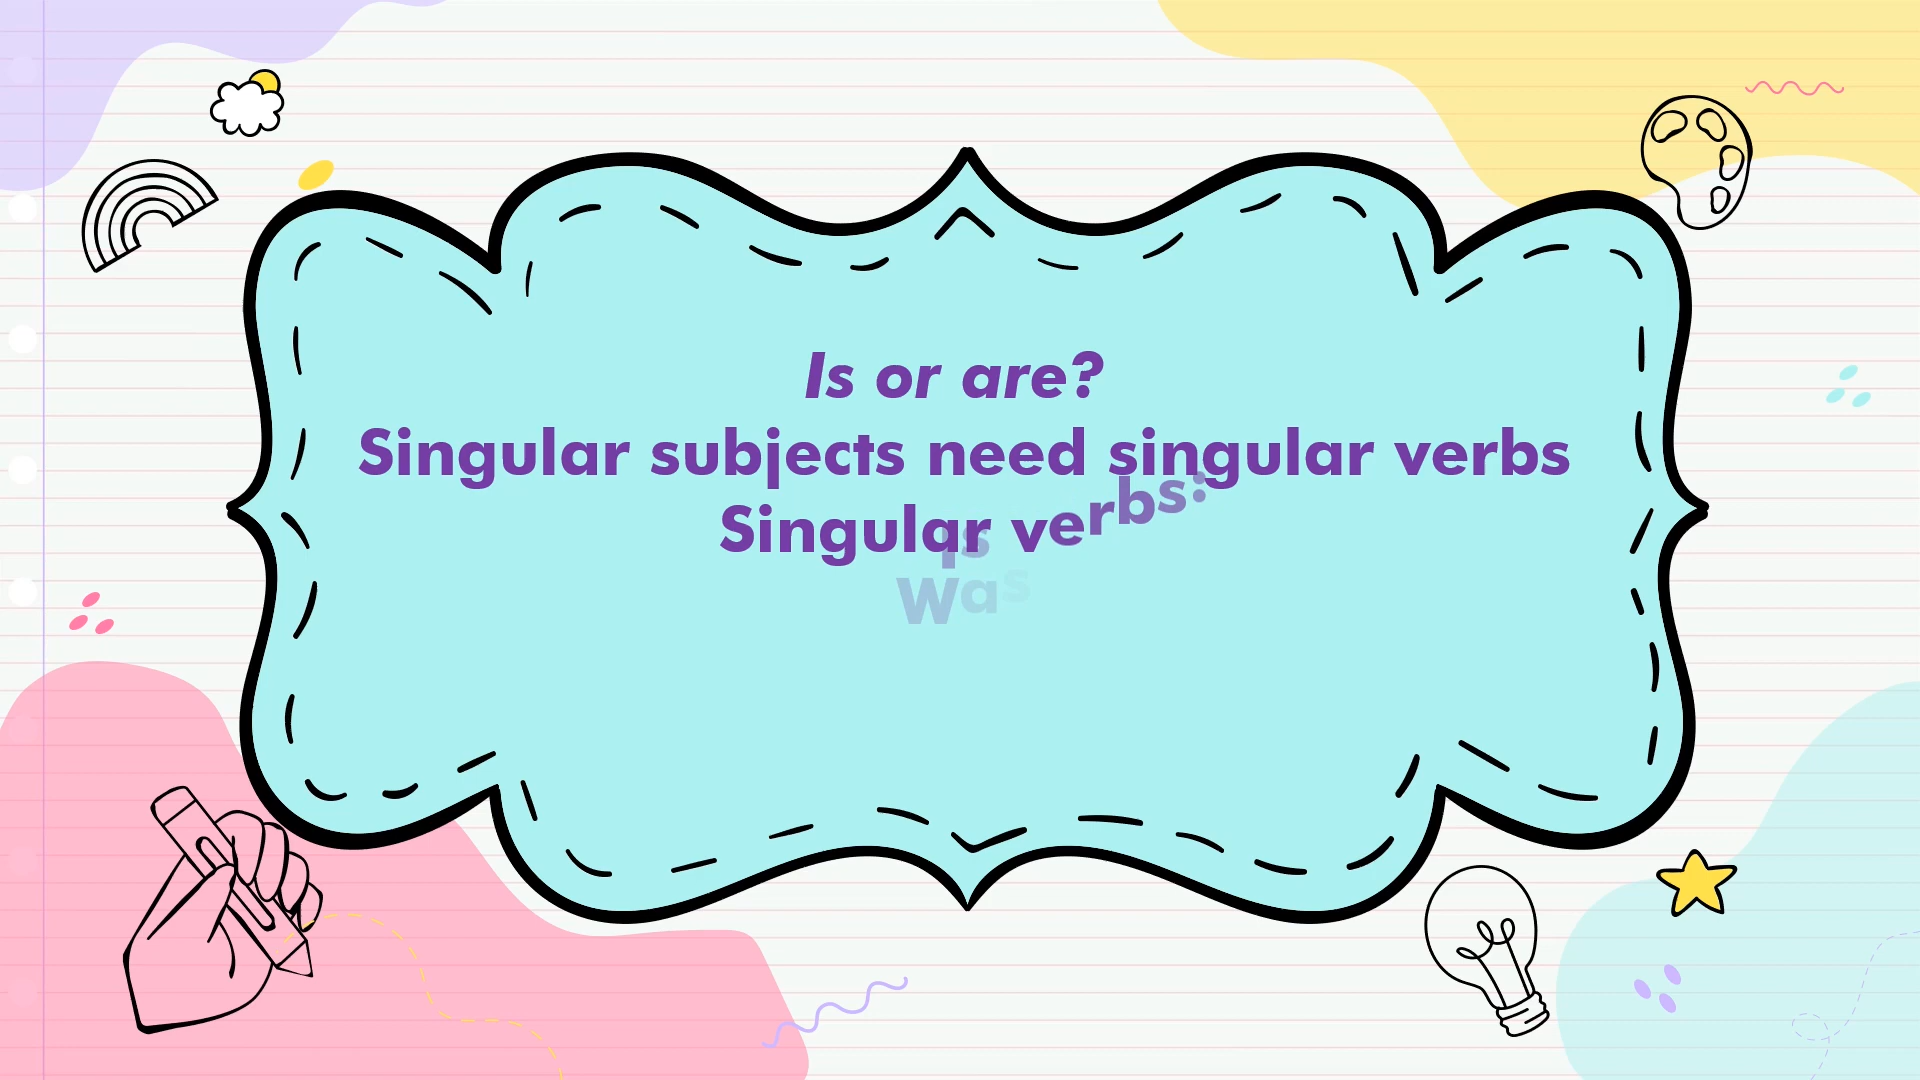 Is or are?
Singular subjects need singular verbs
Singular verbs:
Is
Was